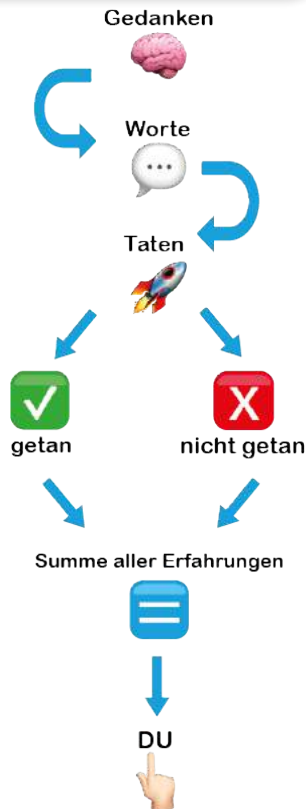 Gedanken
Worte
Taten
getan
nicht getan
Summe aller Erfahrungen
DU